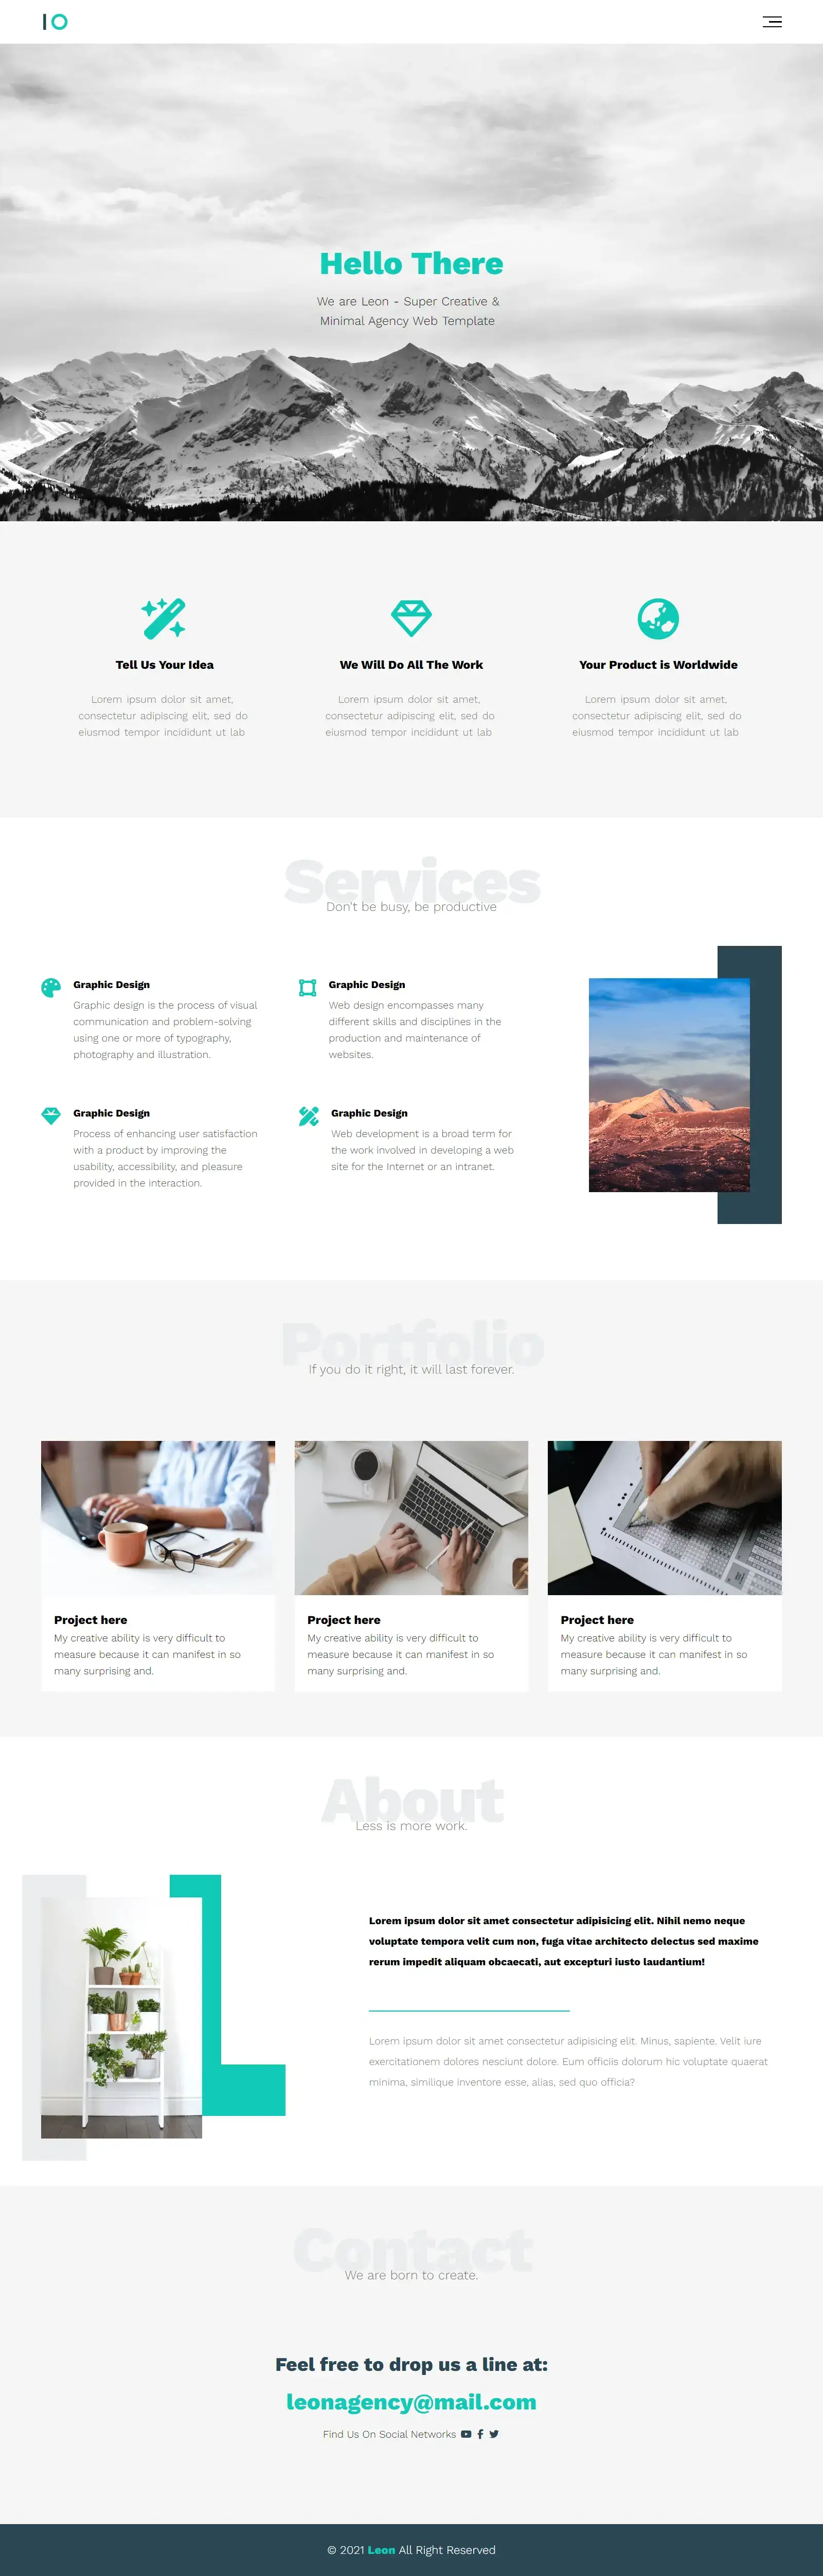 IO
Hello There
We are Leon - Super Creative &
Minimal Agency Web Template
Tell Us Your Idea
Lorem ipsum dolor sit amet,
consectetur adipiscing elit, sed do
eiusmod tempor incididunt ut lab
We Will Do All The Work
Lorem ipsum dolor sit amet,
consectetur adipiscing elit, sed do
eiusmod tempor incididunt ut lab
Your Product is Worldwide
Lorem ipsum dolor sit amet,
consectetur adipiscing elit, sed do
eiusmod tempor incididunt ut lab
Services
Don't be busy, be productive
Graphic Design
Graphic design is the process of visual
communication and problem-solving
using one or more of typography,
photography and illustration.
Graphic Design
Web design encompasses many
different skills and disciplines in the
production and maintenance of
websites.
Graphic Design
Process of enhancing user satisfaction
with a product by improving the
usability, accessibility, and pleasure
provided in the interaction.
Graphic Design
Web development is a broad term for
the work involved in developing a web
site for the Internet or an intranet.
Portfolio
If you do it right, it will last forever.
Project here
My creative ability is very difficult to
measure because it can manifest in so
many surprising and.
Project here
My creative ability is very difficult to
measure because it can manifest in so
many surprising and.
Project here
My creative ability is very difficult to
measure because it can manifest in so
many surprising and.
About
Less is more work.
Lorem ipsum dolor sit amet consectetur adipisicing elit. Nihil nemo neque
voluptate tempora velit cum non, fuga vitae architecto delectus sed maxime
rerum impedit aliquam obcaecati, aut excepturi iusto laudantium!
Lorem ipsum dolor sit amet consectetur adipisicing elit. Minus, sapiente. Velit iure
exercitationem dolores nesciunt dolore. Eum officiis dolorum hic voluptate quaerat
minima, similique inventore esse, alias, sed quo officia?
Contact
We are born to create.
Feel free to drop us a line at:
leonagency@mail.com
Find Us On Social Networks
© 2021 Leon All Right Reserved